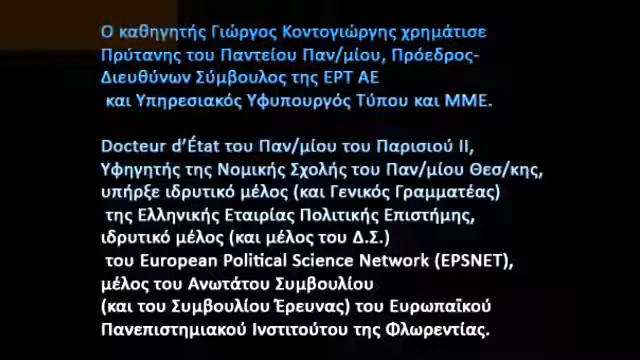 Ο καθηγητής Γιώργος Κοντογιώργης χρημάτισε
Πρύτανης του Παντείου Παν/μίου, Πρόεδρος-
Διευθύνων Σύμβουλος της ΕΡΤ ΑΕ
και Υπηρεσιακός Υφυπουργός Τύπου και ΜΜΕ.
Docteur d’État του Παν/μίου του Παρισιού ΙΙ,
Υφηγητής της Νομικής Σχολής του Παν/μίου Θεσ/κης,
υπήρξε ιδρυτικό μέλος (και Γενικός Γραμματέας)
της Ελληνικής Εταιρίας Πολιτικής Επιστήμης,
ιδρυτικό μέλος (και μέλος του Δ.Σ.)
του European Political Science Network (EPSNET),
μέλος του Ανωτάτου Συμβουλίου
(και του Συμβουλίου Έρευνας) του Ευρωπαϊκού
Πανεπιστημιακού Ινστιτούτου της Φλωρεντίας.